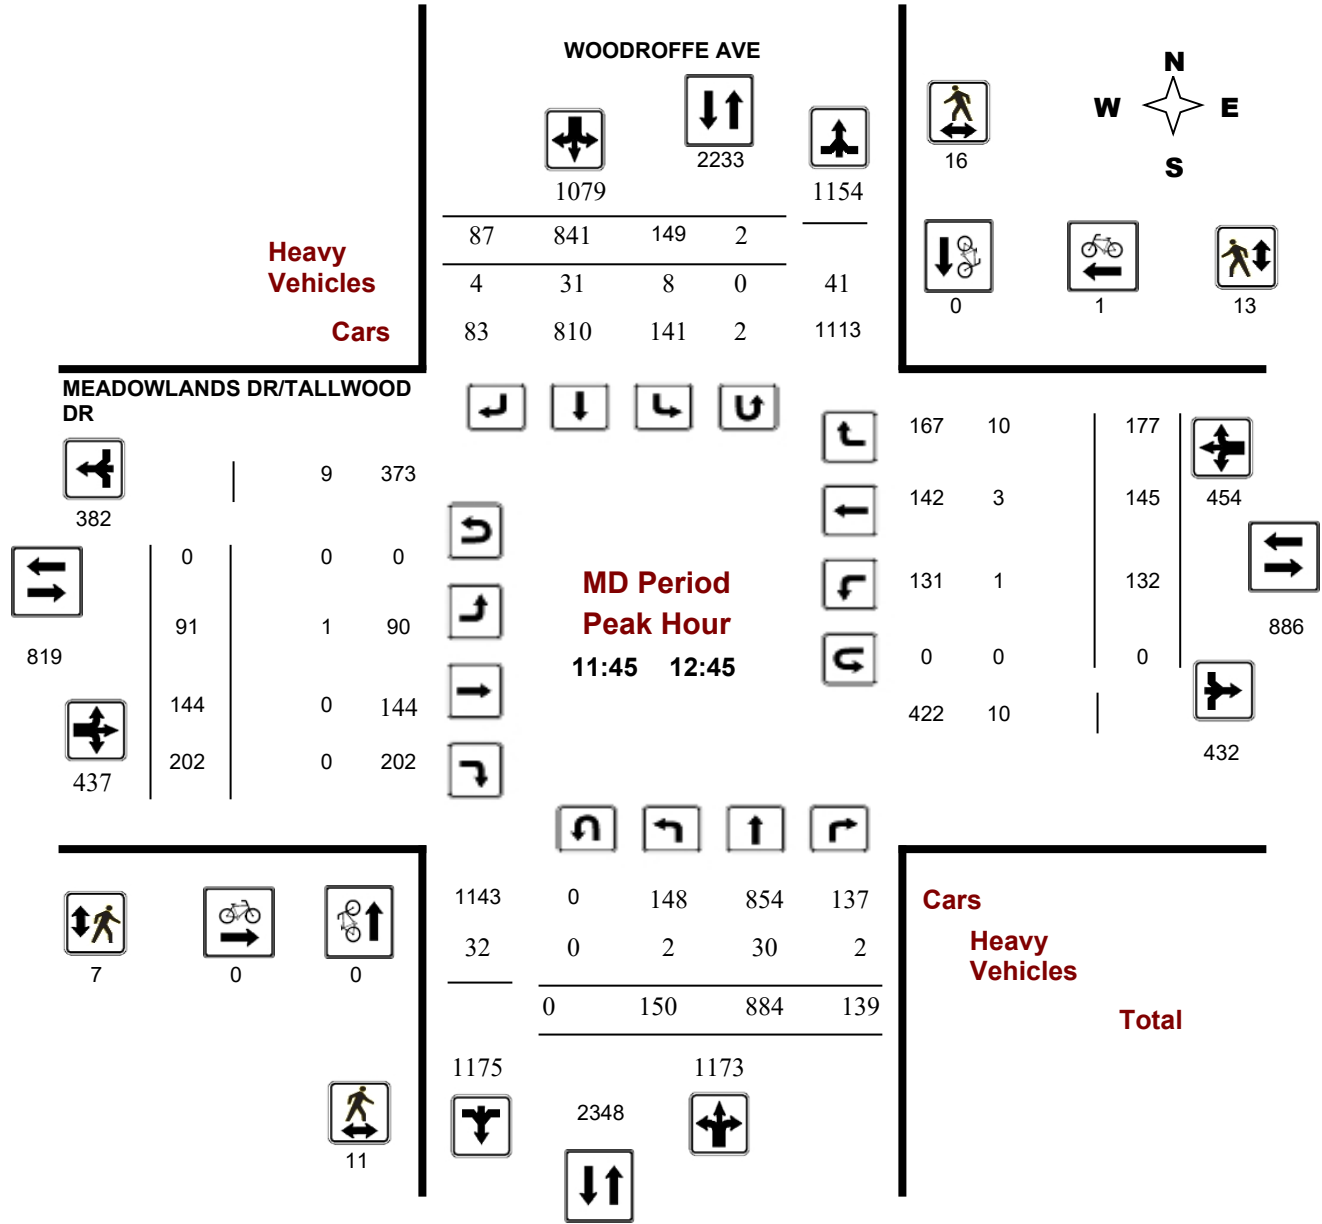 WOODROFFE AVE
N
W E
S
2233
16
1079
1154
87 841 149 2
Heavy
Vehicles
4 31 8 0 41
Cars
83 810 141 2 1113
0 1 13
MEADOWLANDS DR/TALLWOOD
DR
167 10 177
9 373
382
142 3 145 454
0 0 0
MD Period
131 1 132
Peak Hour
91 1 90
886
819
11:45 12:45
0 0 0
144 0 144
422 10
432
202 0 202
437
1143 0 148 854 137
Cars
32 0 2 30 2
Heavy
Vehicles
7 0 0
0 150 884 139
Total
1175 1173
2348
11